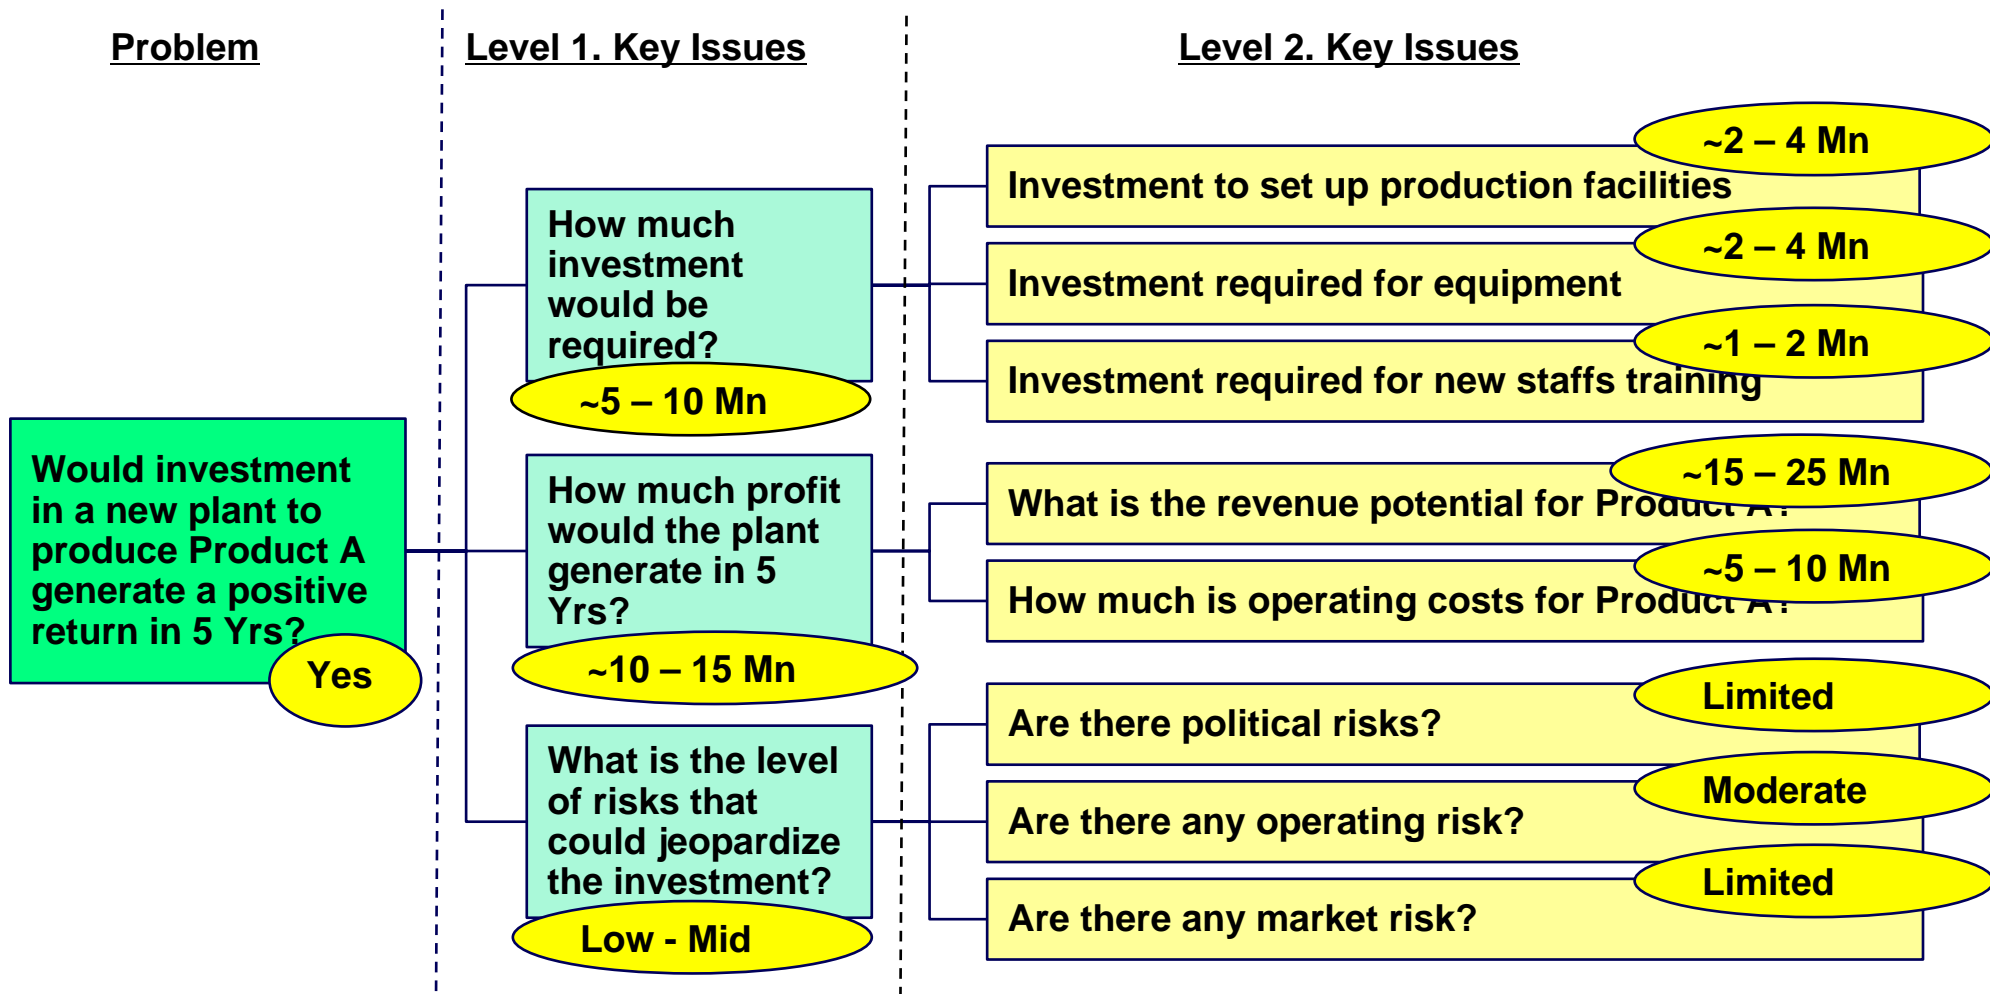 Problem
Level 1. Key Issues
Level 2. Key Issues
Would investment
in a new plant to
produce Product A
generate a positive
return in 5 Yrs?
Yes
How much
investment
would be
required?
~5 – 10 Mn
How much profit
would the plant
generate in 5
Yrs?
~10 – 15 Mn
What is the level
of risks that
could jeopardize
the investment?
Low - Mid
~2 – 4 Mn
Investment to set up production facilities
~2 – 4 Mn
Investment required for equipment
~1 – 2 Mn
Investment required for new staffs training
~15 – 25 Mn
What is the revenue potential for Product A?
~5 – 10 Mn
How much is operating costs for Product A?
Limited
Are there political risks?
Moderate
Are there any operating risk?
Limited
Are there any market risk?